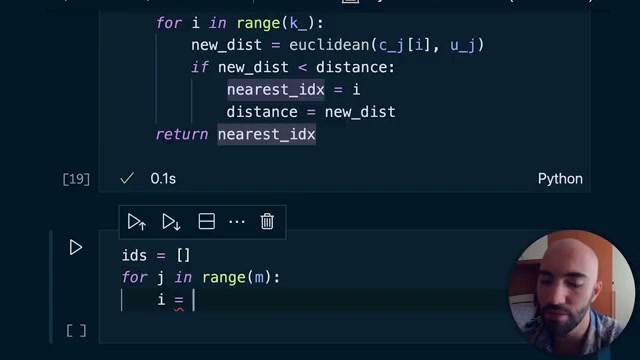 for i in range(k_):
new_dist = euclidean(c_j[i], u_j)
if new_dist < distance:
nearest_idx = i
distance = new_dist
return nearest_idx
[19] 0.1s Python
ids = []
for j in range(m):
i =
[ ]